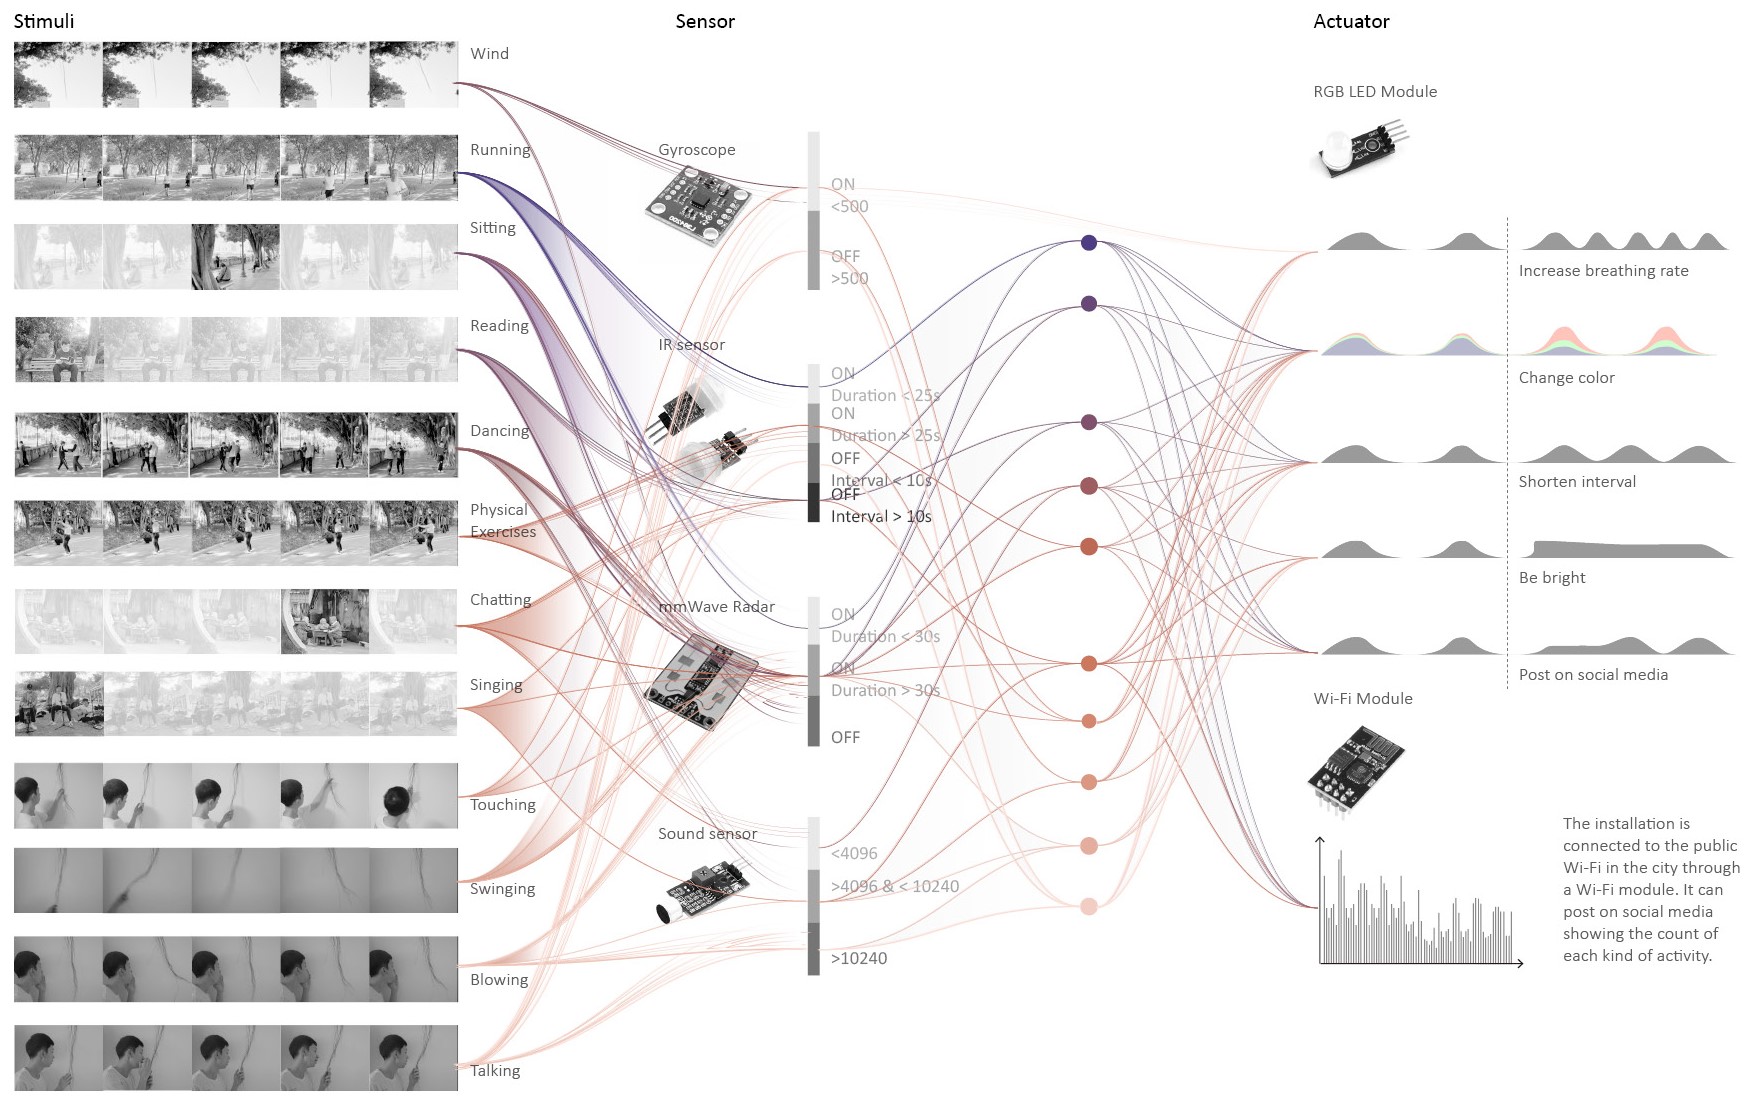 Stimuli
Sensor
Actuator
Wind
Running
Sitting
Reading
Dancing
Physical
Exercises
Chatting
Singing
Touching
Swinging
Blowing
Talking
Gyroscope
ON
<500
OFF
>500
IR sensor
ON
Duration < 25s
ON
Duration > 25s
OFF
Interval < 10s
OFF
Interval > 10s
mmWave Radar
ON
Duration < 30s
ON
Duration > 30s
OFF
Sound sensor
<4096
>4096 & < 10240
>10240
RGB LED Module
Increase breathing rate
Change color
Shorten interval
Be bright
Post on social media
Wi-Fi Module
The installation is
connected to the public
Wi-Fi in the city through
a Wi-Fi module. It can
post on social media
showing the count of
each kind of activity.